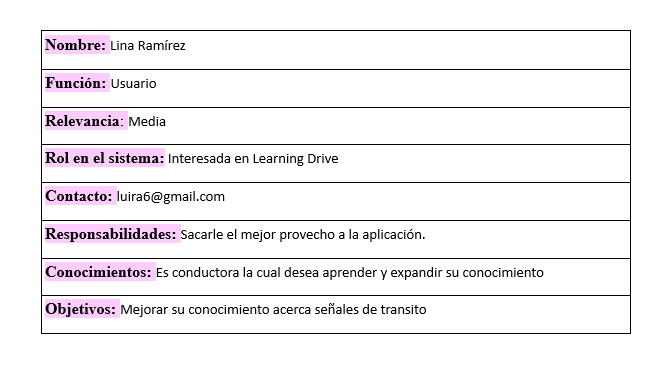 Nombre: Lina Ramírez
Función: Usuario
Relevancia: Media
Rol en el sistema: Interesada en Learning Drive
Contacto: luira6@gmail.com
Responsabilidades: Sacarle el mejor provecho a la aplicación.
Conocimientos: Es conductora la cual desea aprender y expandir su conocimiento
Objetivos: Mejorar su conocimiento acerca señales de transito